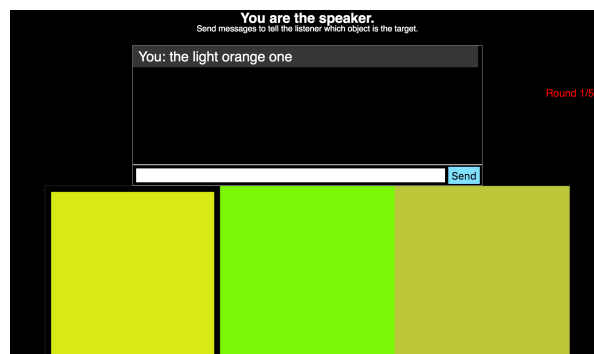 You are the speaker.
Send messages to tell the listener which object is the target.
You: the light orange one
Round 1/5
Send